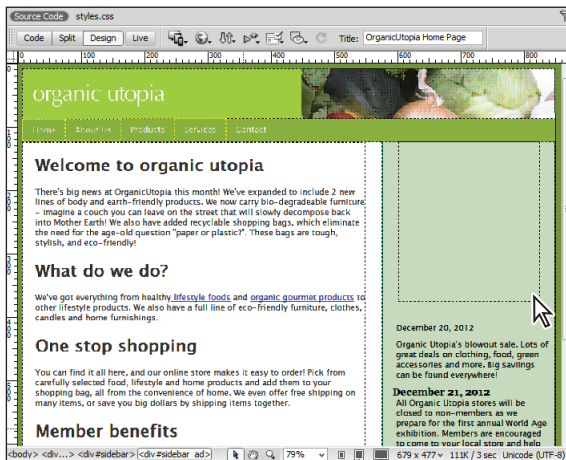 Source Code styles.css
Code Split Design Live Title: OrganicUtopia Home Page
0 100 200 300 400 500 600 700 800
organic utopia
Home About Us Products Services Contact
Welcome to organic utopia
There's big news at OrganicUtopia this month! We've expanded to include 2 new
lines of body and earth-friendly products. We now carry bio-degradable furniture
– imagine a couch you can leave on the street that will slowly decompose back
into Mother Earth! We also have added recyclable shopping bags, which eliminate
the need for the age-old question "paper or plastic?". These bags are tough,
stylish, and eco-friendly!
What do we do?
We've got everything from healthy lifestyle foods and organic gourmet products to
other lifestyle products. We also have a full line of eco-friendly furniture, clothes,
candles and home furnishings.
One stop shopping
You can find it all here, and our online store makes it easy to order! Pick from
carefully selected food, lifestyle and home products and add them to your
shopping bag, all from the convenience of home. We even offer free shipping on
many items, or save you big dollars by shipping items together.
Member benefits
December 20, 2012
Organic Utopia's blowout sale. Lots of
great deals on clothing, food, green
accessories and more. Big savings
can be found everywhere!
December 21, 2012
All Organic Utopia stores will be
closed to non-members as we
prepare for the first annual World Age
exhibition. Members are encouraged
to come to your local store and help
<body> <div...> <div#sidebar> <div#sidebar_ad> 79% 679 x 477 111K / 3 sec Unicode (UTF-8)